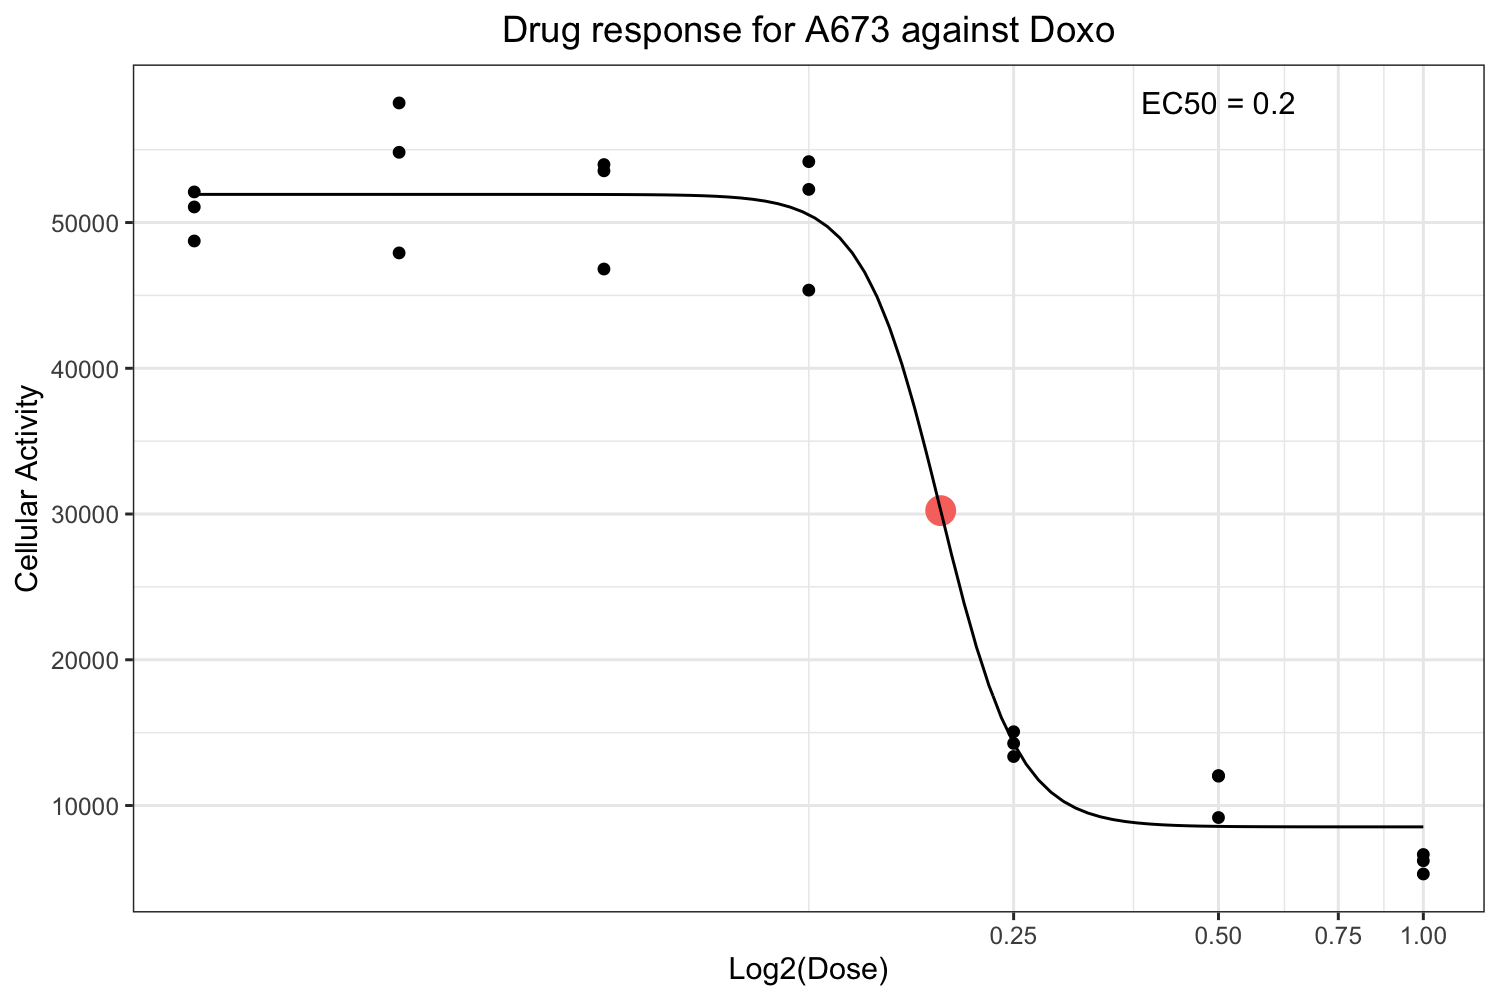 Drug response for A673 against Doxo
EC50 = 0.2
Cellular Activity
50000
40000
30000
20000
10000
0.25 0.50 0.75 1.00
Log2(Dose)